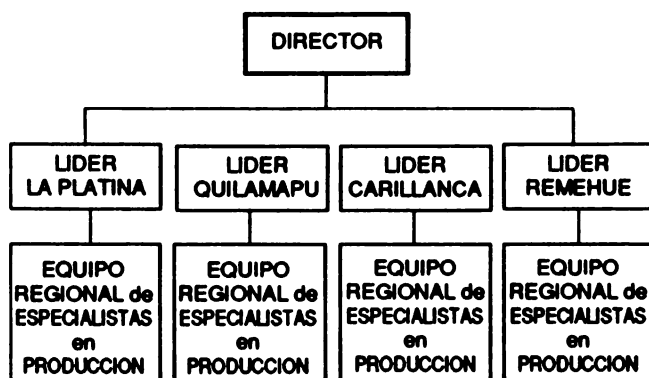 DIRECTOR
LIDER
LA PLATINA
LIDER
QUILAMAPU
LIDER
CARILLANCA
LIDER
REMEHUE
EQUIPO
REGIONAL de
ESPECIALISTAS
en
PRODUCCION
EQUIPO
REGIONAL de
ESPECIALISTAS
en
PRODUCCION
EQUIPO
REGIONAL de
ESPECIALISTAS
en
PRODUCCION
EQUIPO
REGIONAL de
ESPECIALISTAS
en
PRODUCCION